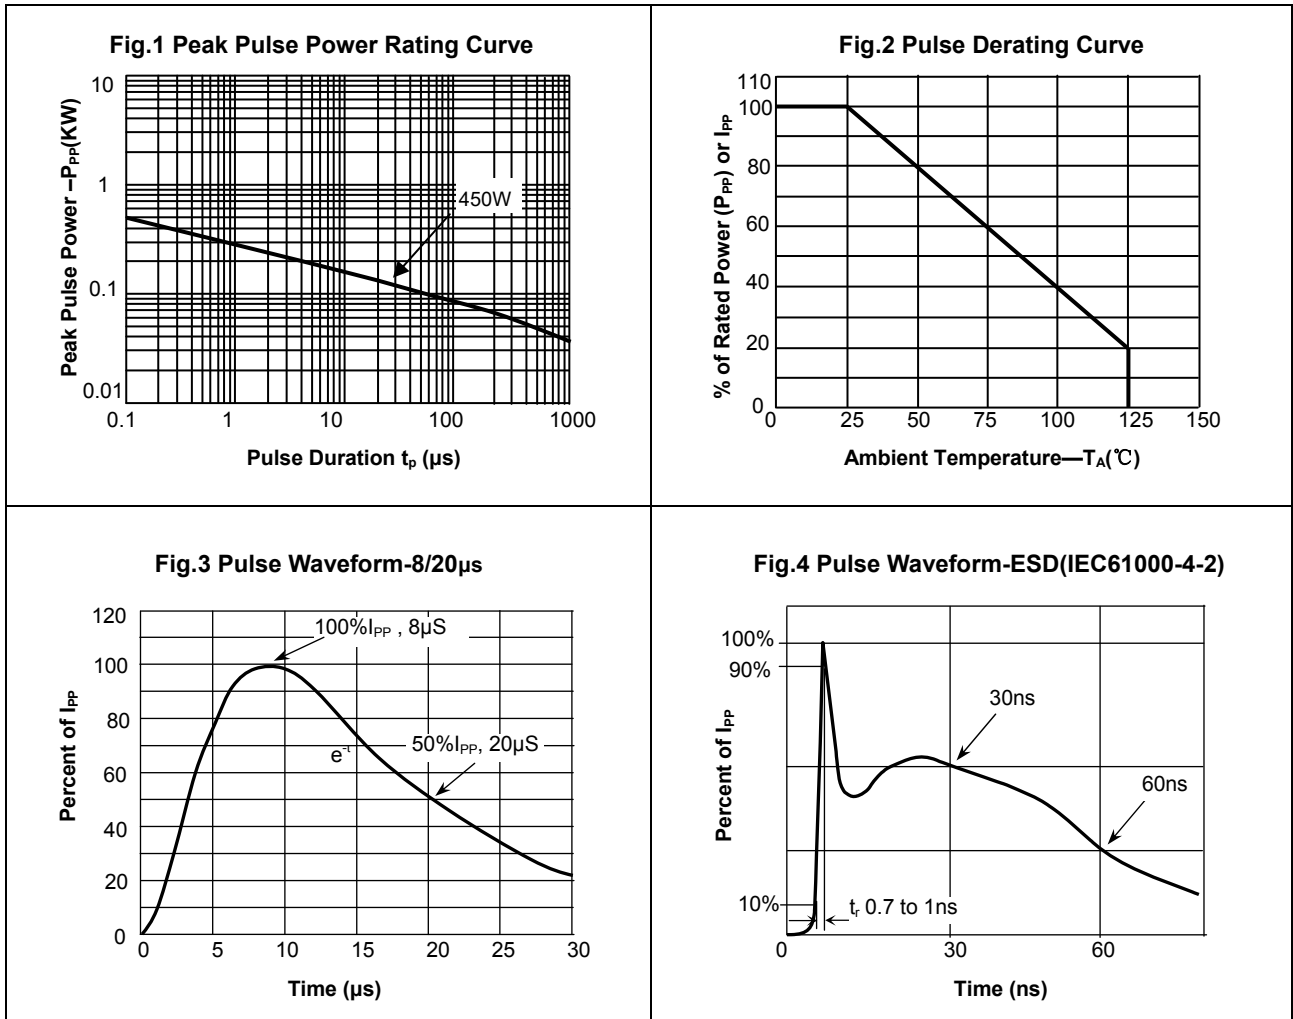 Fig.1 Peak Pulse Power Rating Curve
Peak Pulse Power –PPP(KW)
10
1
0.1
0.01
450W
0.1 1 10 100 1000
Pulse Duration tp (µs)
Fig.2 Pulse Derating Curve
% of Rated Power (PPP) or IPP
110
100
80
60
40
20
0
0 25 50 75 100 125 150
Ambient Temperature—TA(℃)
Fig.3 Pulse Waveform-8/20µs
Percent of IPP
120
100
80
60
40
20
0
100%IPP , 8µS
e-t
50%IPP, 20µS
0 5 10 15 20 25 30
Time (µs)
Fig.4 Pulse Waveform-ESD(IEC61000-4-2)
Percent of IPP
100%
90%
10%
30ns
60ns
tr 0.7 to 1ns
0 30 60
Time (ns)